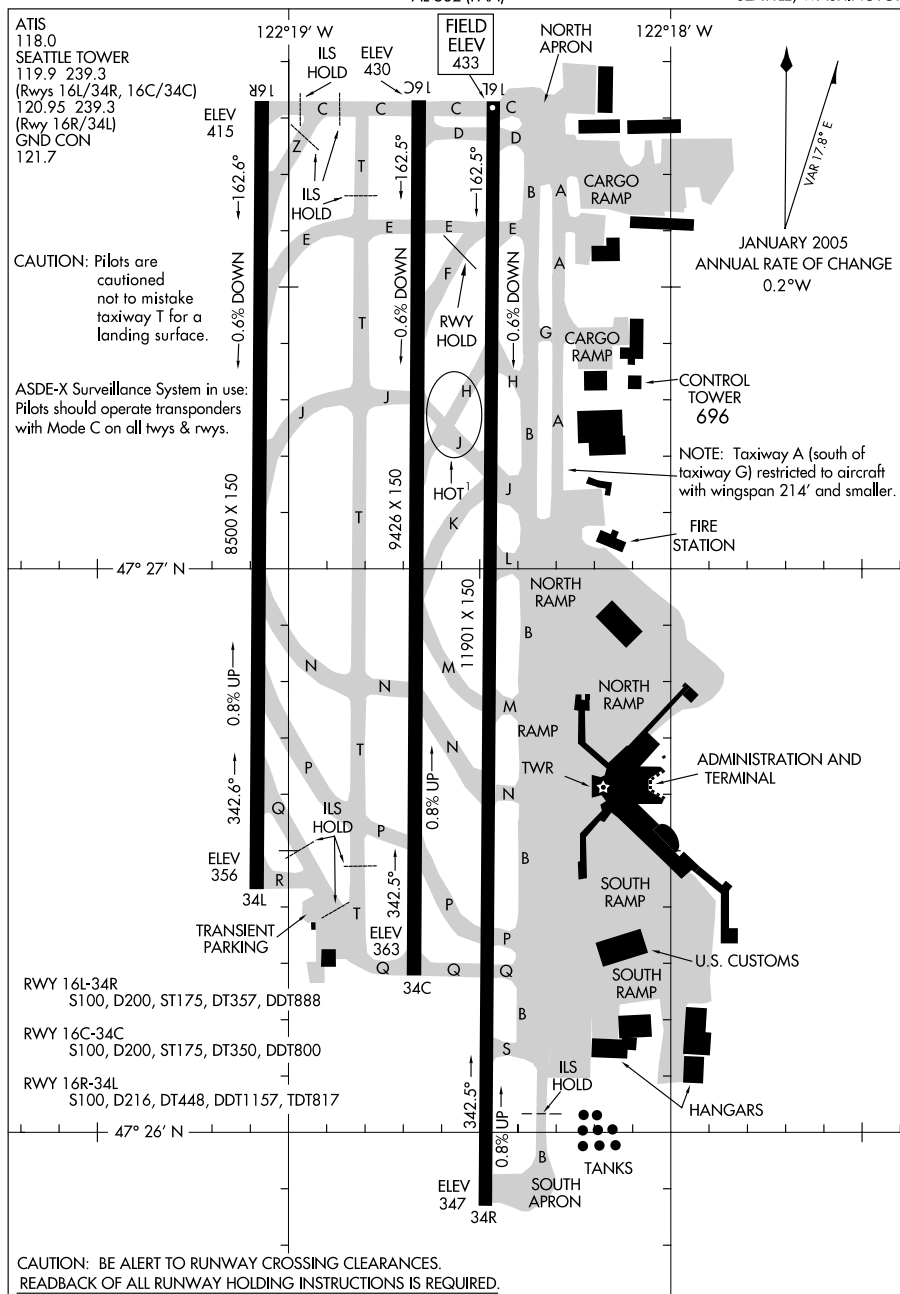 ATIS
118.0
SEATTLE TOWER
119.9 239.3
(Rwys 16L/34R, 16C/34C)
120.95 239.3
(Rwy 16R/34L)
GND CON
121.7
122°19' W
ILS
HOLD
ELEV
430
FIELD
ELEV
433
NORTH
APRON
122°18' W
VAR 17.8° E
JANUARY 2005
ANNUAL RATE OF CHANGE
0.2°W
16R
16C
16L
ELEV
415
C
C
C
C
D
D
Z
T
162.6°
162.5°
162.5°
ILS
HOLD
B
A
CARGO
RAMP
E
E
E
E
F
A
CAUTION: Pilots are
cautioned
not to mistake
taxiway T for a
landing surface.
0.6% DOWN
0.6% DOWN
0.6% DOWN
T
RWY
HOLD
G
CARGO
RAMP
ASDE-X Surveillance System in use:
Pilots should operate transponders
with Mode C on all twys & rwys.
J
J
H
H
J
B
A
CONTROL
TOWER
696
NOTE: Taxiway A (south of
taxiway G) restricted to aircraft
with wingspan 214' and smaller.
HOT1
J
K
T
L
8500 X 150
9426 X 150
11901 X 150
FIRE
STATION
47° 27' N
NORTH
RAMP
B
0.8% UP
N
N
M
M
NORTH
RAMP
RAMP
T
N
N
TWR
ADMINISTRATION AND
TERMINAL
342.6°
P
Q
ILS
HOLD
P
0.8% UP
B
ELEV
356
R
34L
342.5°
SOUTH
RAMP
TRANSIENT
PARKING
T
P
P
ELEV
363
Q
Q
Q
34C
U.S. CUSTOMS
SOUTH
RAMP
RWY 16L-34R
S100, D200, ST175, DT357, DDT888
RWY 16C-34C
S100, D200, ST175, DT350, DDT800
RWY 16R-34L
S100, D216, DT448, DDT1157, TDT817
B
S
342.5°
0.8% UP
ILS
HOLD
HANGARS
47° 26' N
B
TANKS
ELEV
347
34R
SOUTH
APRON
CAUTION: BE ALERT TO RUNWAY CROSSING CLEARANCES.
READBACK OF ALL RUNWAY HOLDING INSTRUCTIONS IS REQUIRED.